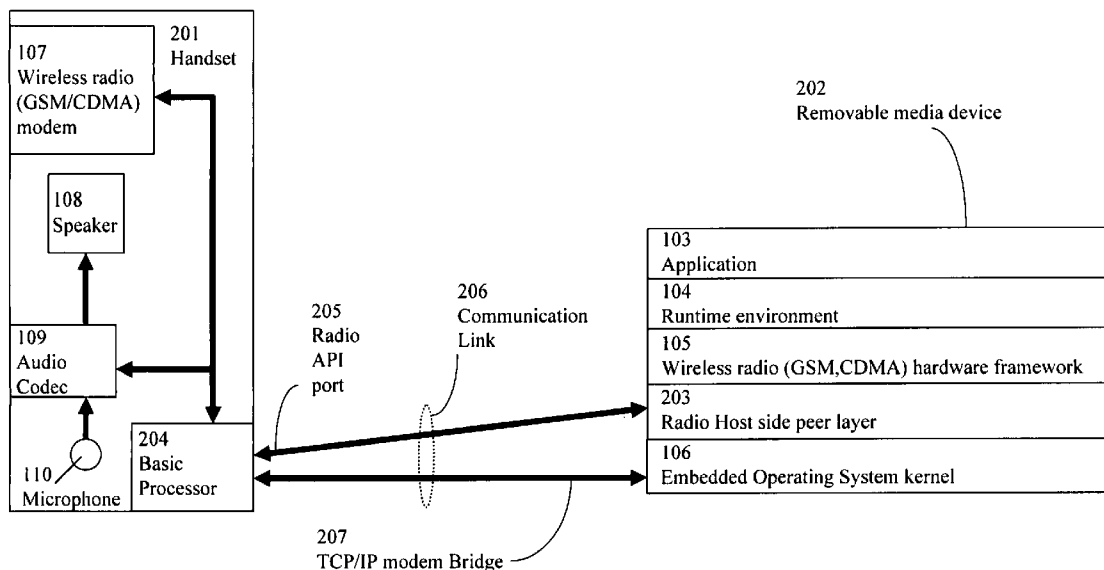 107
Wireless radio
(GSM/CDMA)
modem
201
Handset
108
Speaker
109
Audio
Codec
110
Microphone
204
Basic
Processor
205
Radio
API
port
206
Communication
Link
207
TCP/IP modem Bridge
202
Removable media device
103
Application
104
Runtime environment
105
Wireless radio (GSM,CDMA) hardware framework
203
Radio Host side peer layer
106
Embedded Operating System kernel